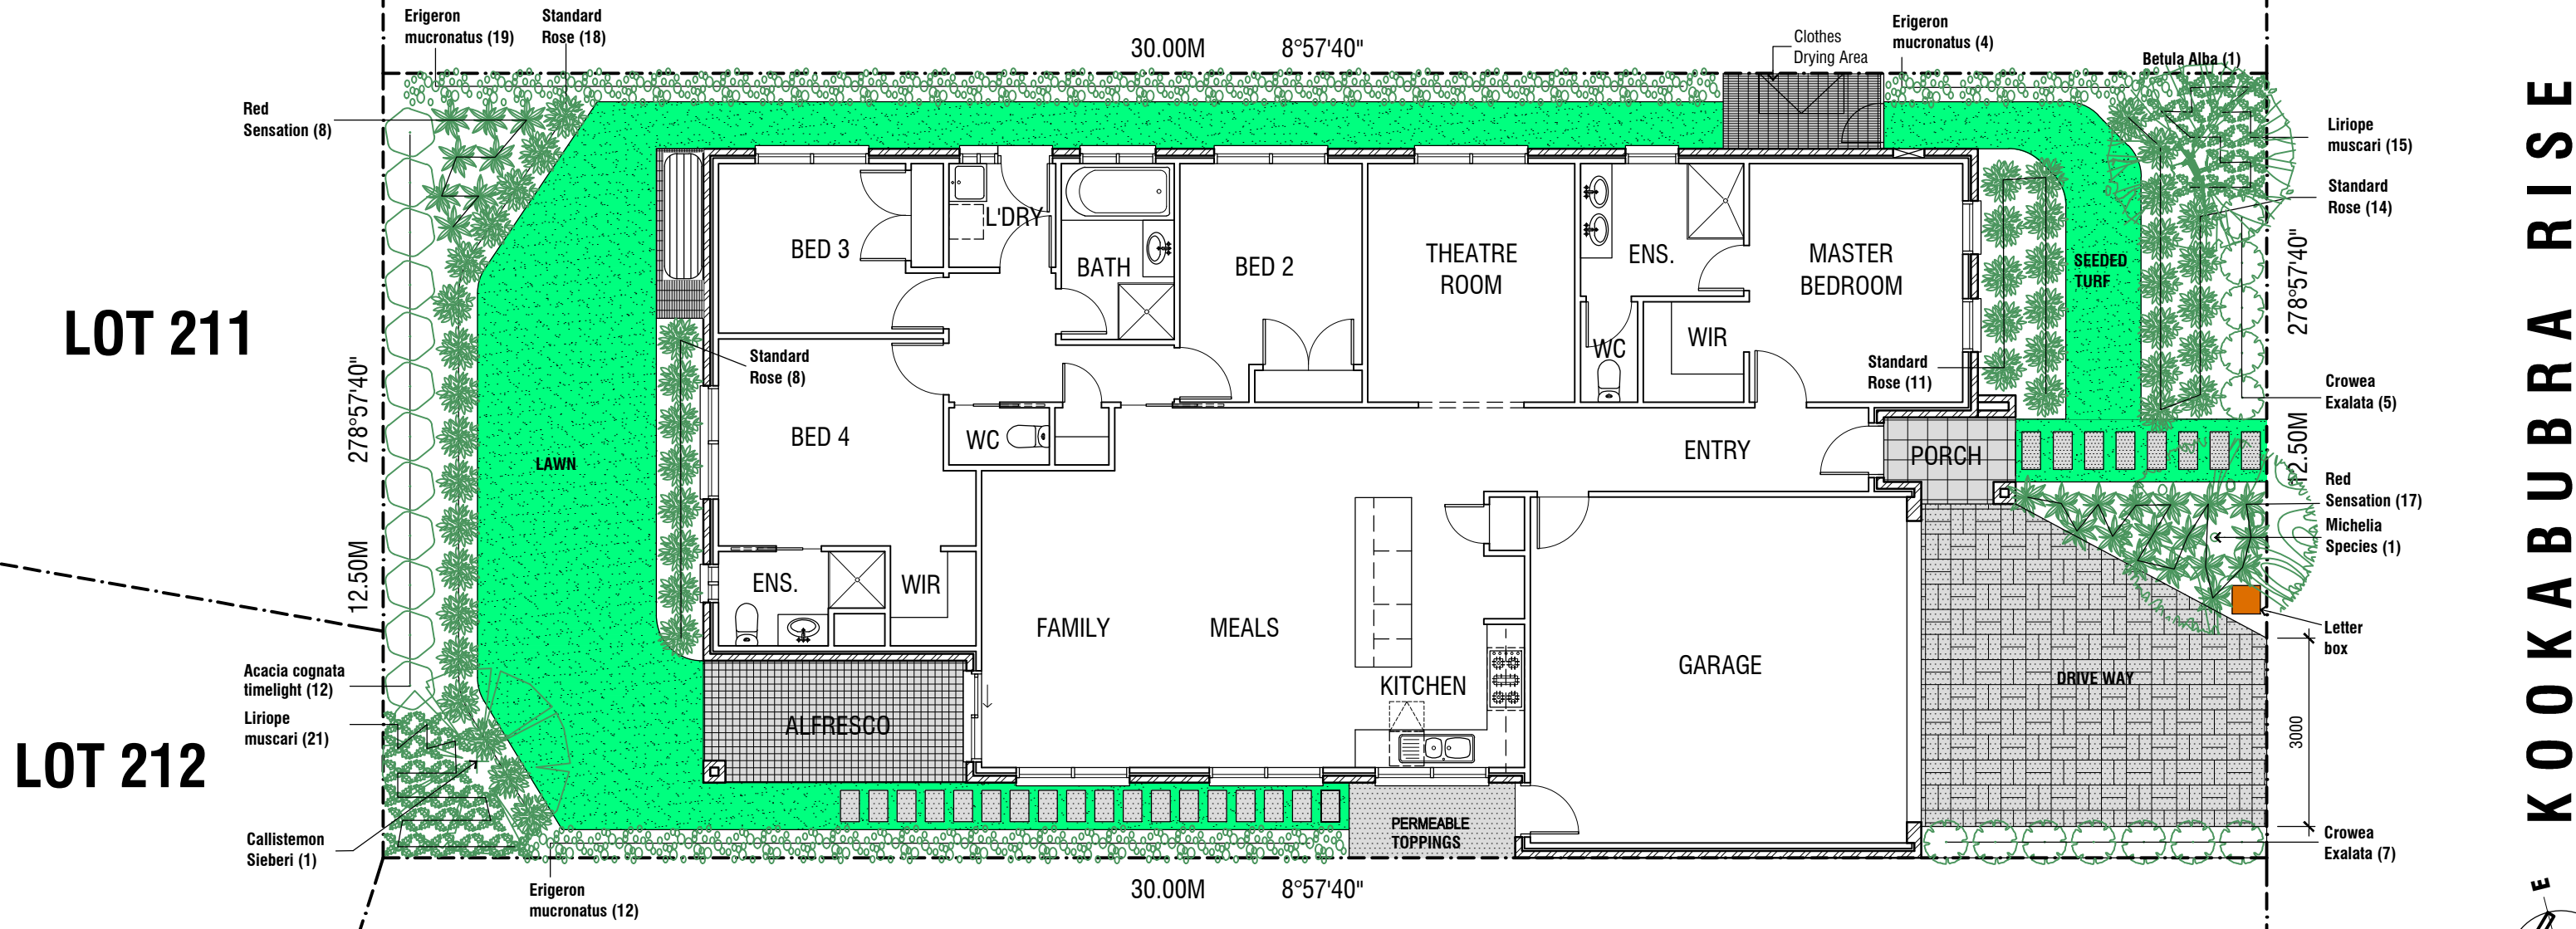 Erigeron
mucronatus (19)
Standard
Rose (18)
30.00M 8°57'40"
Clothes
Drying Area
Erigeron
mucronatus (4)
Betula Alba (1)
Red
Sensation (8)
Liriope
muscari (15)
Standard
Rose (14)
LOT 211
BED 3
L'DRY
BATH
BED 2
THEATRE
ROOM
ENS.
MASTER
BEDROOM
SEEDED
TURF
278°57'40"
WC
WIR
Standard
Rose (8)
Standard
Rose (11)
Crowea
Exalata (5)
278°57'40"
12.50M
BED 4
WC
ENTRY
PORCH
12.50M
LAWN
Red
Sensation (17)
Michelia
Species (1)
ENS.
WIR
FAMILY
MEALS
KITCHEN
GARAGE
Letter
box
DRIVE WAY
3000
Acacia cognata
timelight (12)
Liriope
muscari (21)
ALFRESCO
LOT 212
PERMEABLE
TOPPINGS
Callistemon
Sieberi (1)
Crowea
Exalata (7)
Erigeron
mucronatus (12)
30.00M 8°57'40"
KOOKABUBRA RISE
E